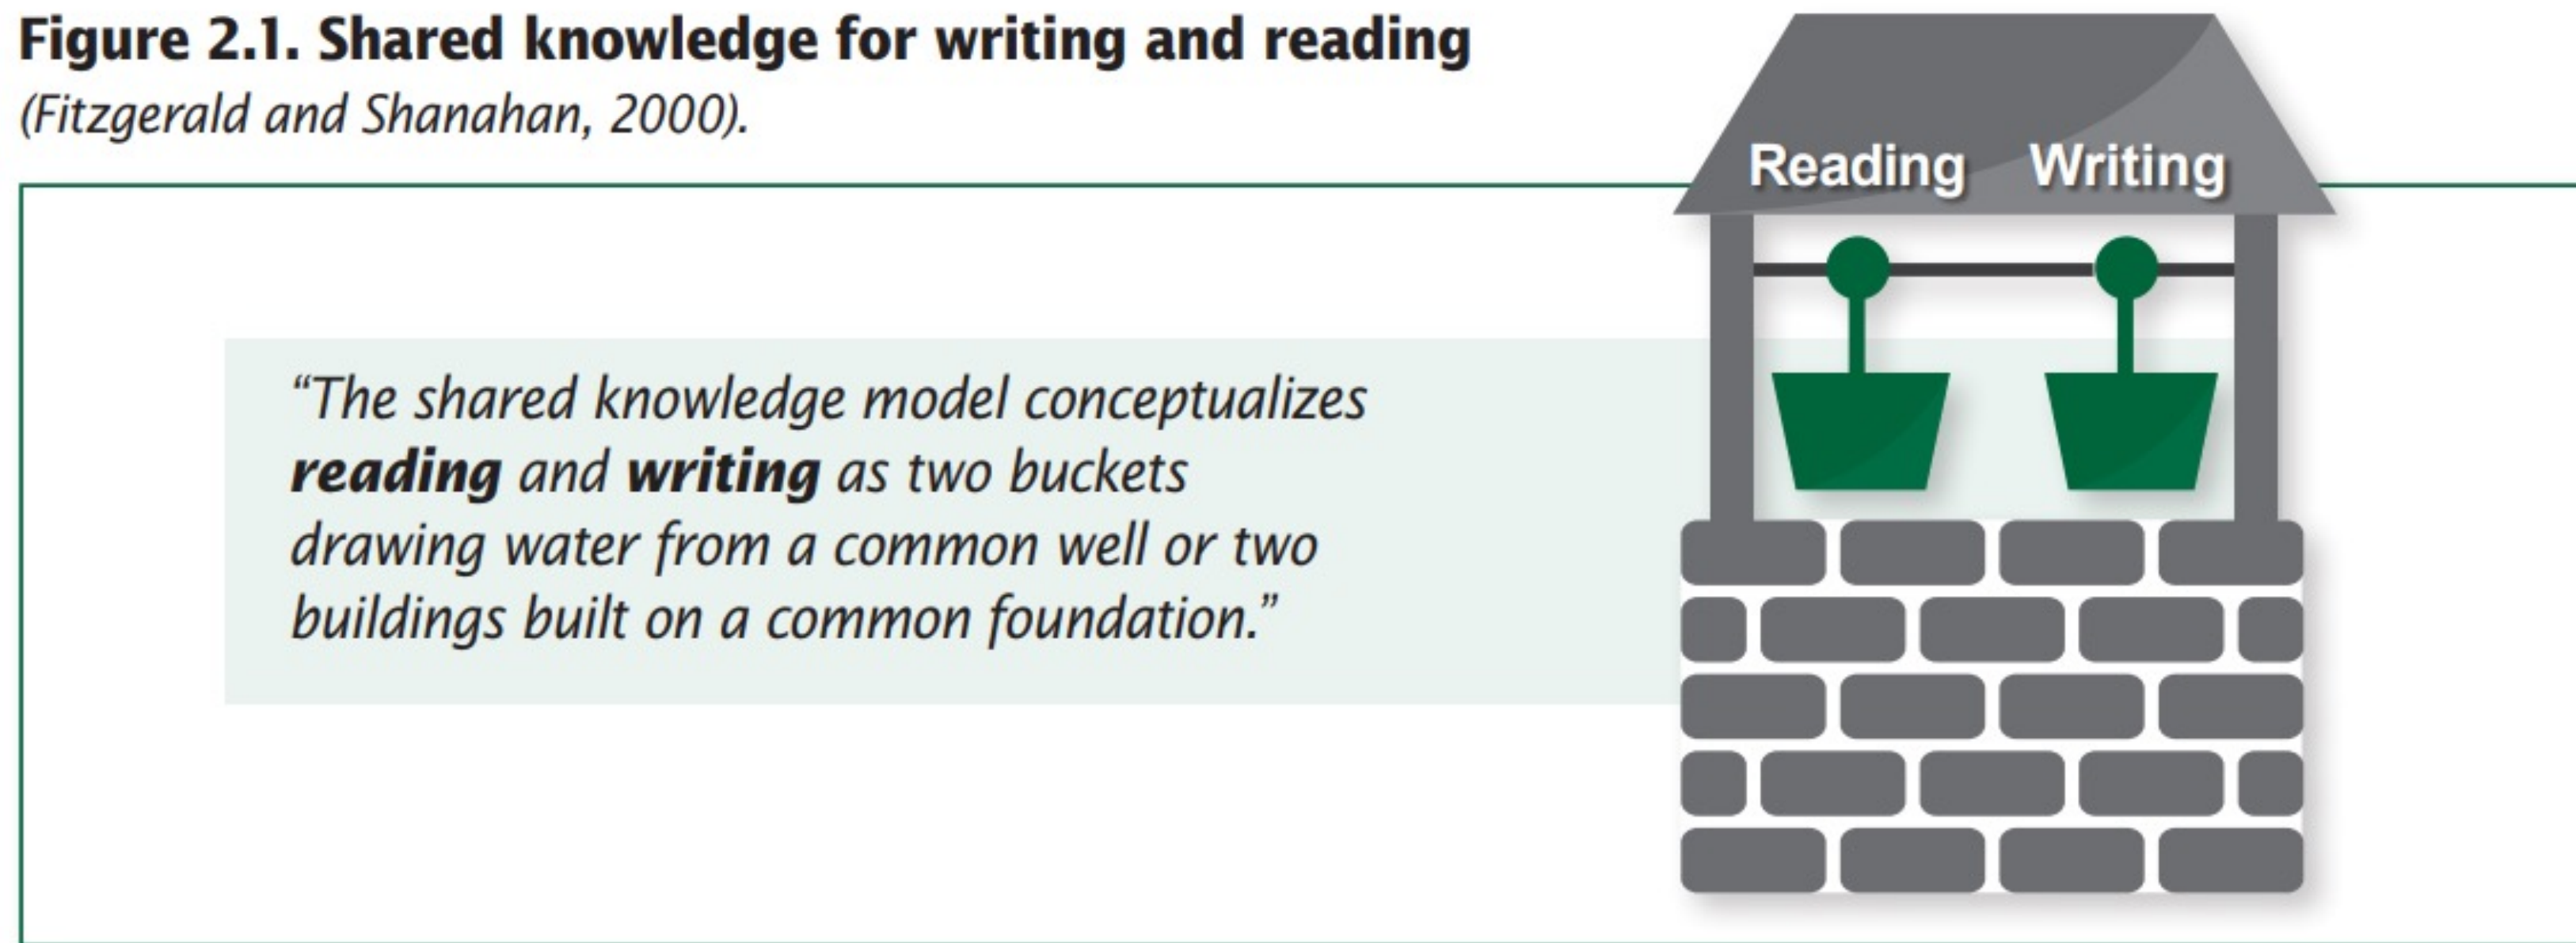 Figure 2.1. Shared knowledge for writing and reading
(Fitzgerald and Shanahan, 2000).
Reading Writing
“The shared knowledge model conceptualizes
reading and writing as two buckets
drawing water from a common well or two
buildings built on a common foundation.”